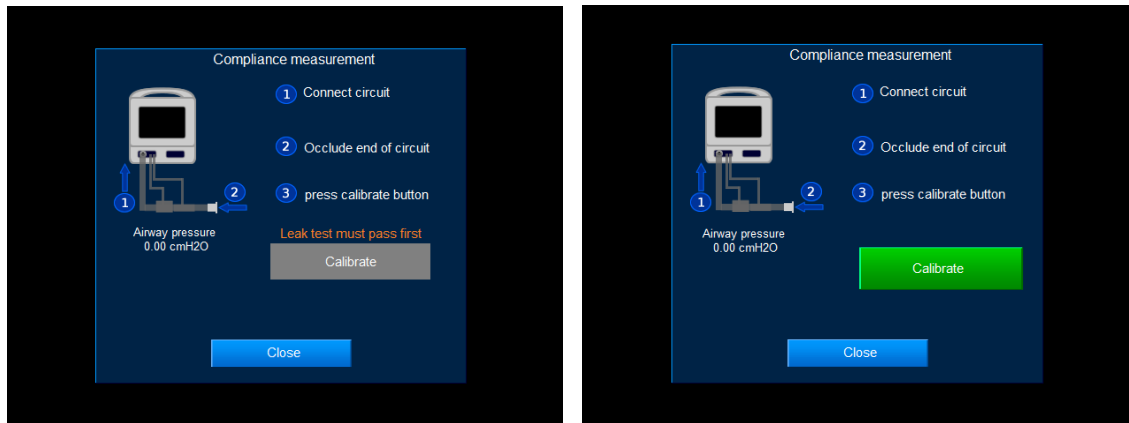 Compliance measurement
1 Connect circuit
2 Occlude end of circuit
3 press calibrate button
1
2
Airway pressure
0.00 cmH2O
Leak test must pass first
Calibrate
Close
Compliance measurement
1 Connect circuit
2 Occlude end of circuit
3 press calibrate button
1
2
Airway pressure
0.00 cmH2O
Calibrate
Close